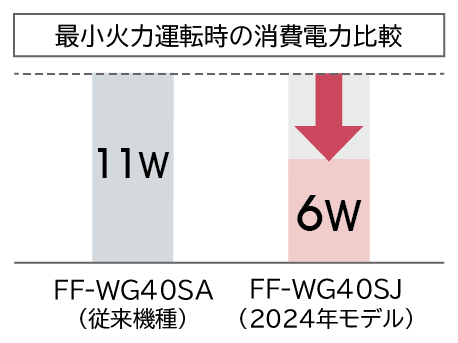 最小火力運転時の消費電力比較
11W
6W
FF-WG40SA
（従来機種）
FF-WG40SJ
（2024年モデル）